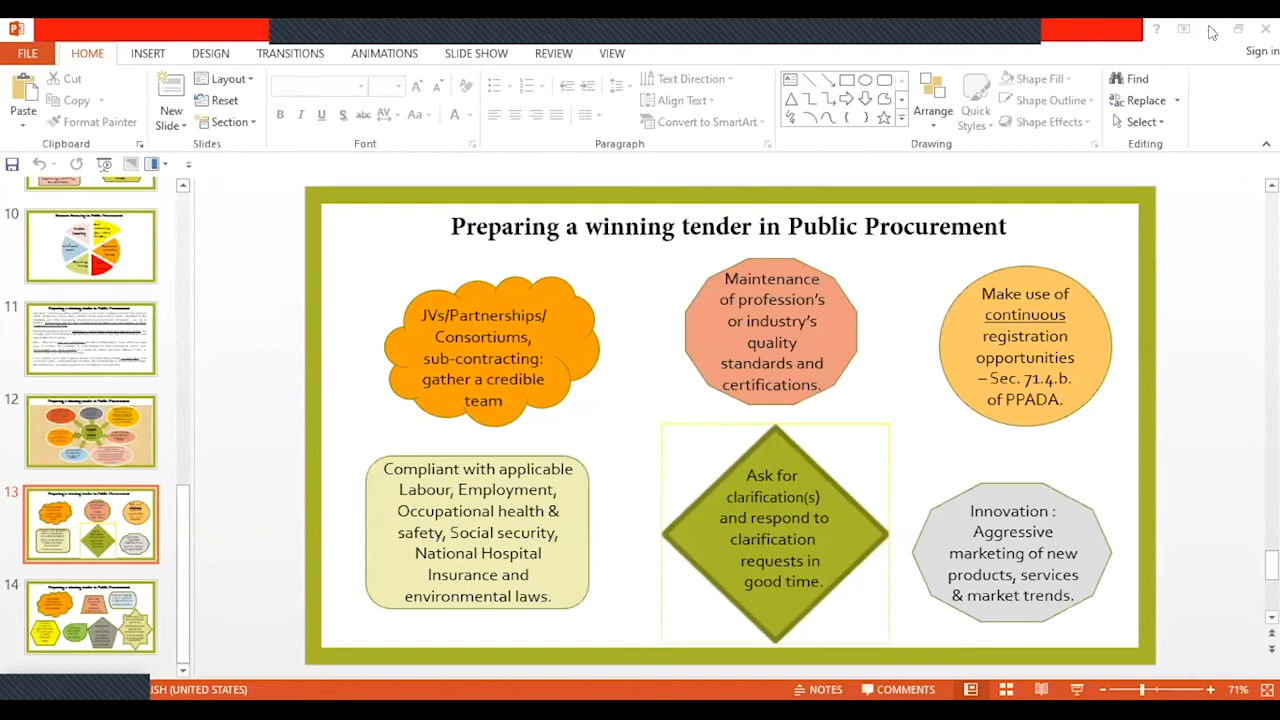 Sign in
FILE
HOME
INSERT
DESIGN
TRANSITIONS
ANIMATIONS
SLIDE SHOW
REVIEW
VIEW
Paste
Cut
Copy
Format Painter
Clipboard
New
Slide
Layout
Reset
Section
Slides
Font
Text Direction
Align Text
Convert to SmartArt
Paragraph
Arrange
Quick
Styles
Shape Fill
Shape Outline
Shape Effects
Drawing
Find
Replace
Select
Editing
10
11
12
13
14
Preparing a winning tender in Public Procurement
JVs/Partnerships/
Consortiums,
sub-contracting:
gather a credible
team
Maintenance
of profession's
or industry's
quality
standards and
certifications.
Make use of
continuous
registration
opportunities
– Sec. 71.4.b.
of PPADA.
Compliant with applicable
Labour, Employment,
Occupational health &
safety, Social security,
National Hospital
Insurance and
environmental laws.
Ask for
clarification(s)
and respond to
clarification
requests in
good time.
Innovation :
Aggressive
marketing of new
products, services
& market trends.
ISH (UNITED STATES)
NOTES
COMMENTS
71%